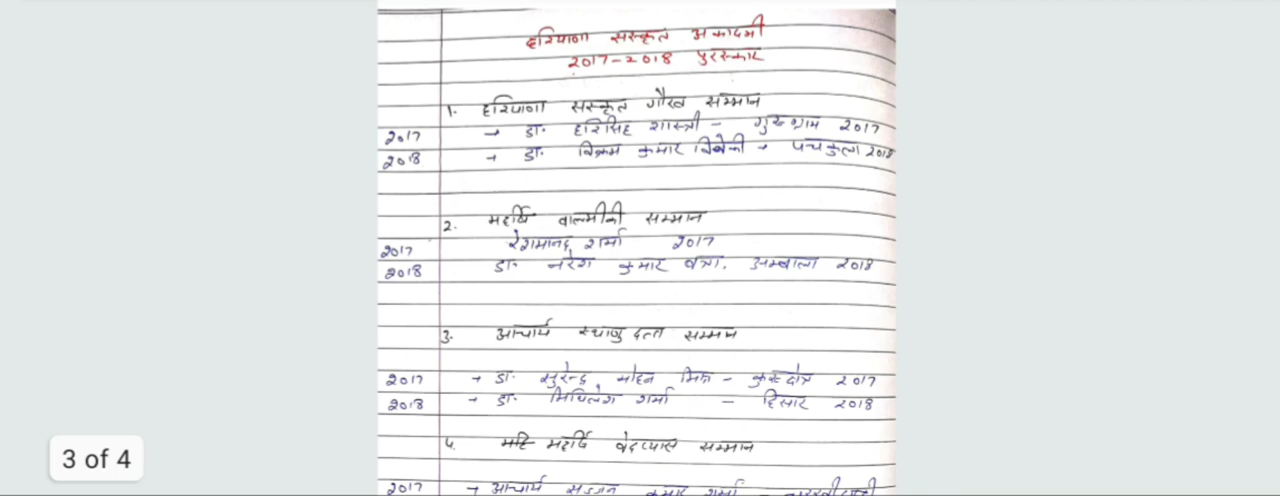 हरियाणा संस्कृत अकादमी
2017-2018 पुरस्कार
1. हरियाणा संस्कृत गौरव सम्मान
2017 → डा. हरिसिंह शास्त्री - गुरुग्राम 2017
2018 → डा. विक्रम कुमार विवेकी → पंचकुला 2018
2. महर्षि वाल्मीकी सम्मान
2017 शर्मा 2017
2018 डा. नरेश कुमार बत्रा. अम्बाला 2018
3. आचार्य स्थाणु दत्त सम्मान
2017 → डा. सुरेन्द्र मोहन मिश्र - कुरुक्षेत्र 2017
2018 → डा. मिथिलेश शर्मा - हिसार 2018
4. महर्षि वेदव्यास सम्मान
2017 → आचार्य कुमार शर्मा -
3 of 4